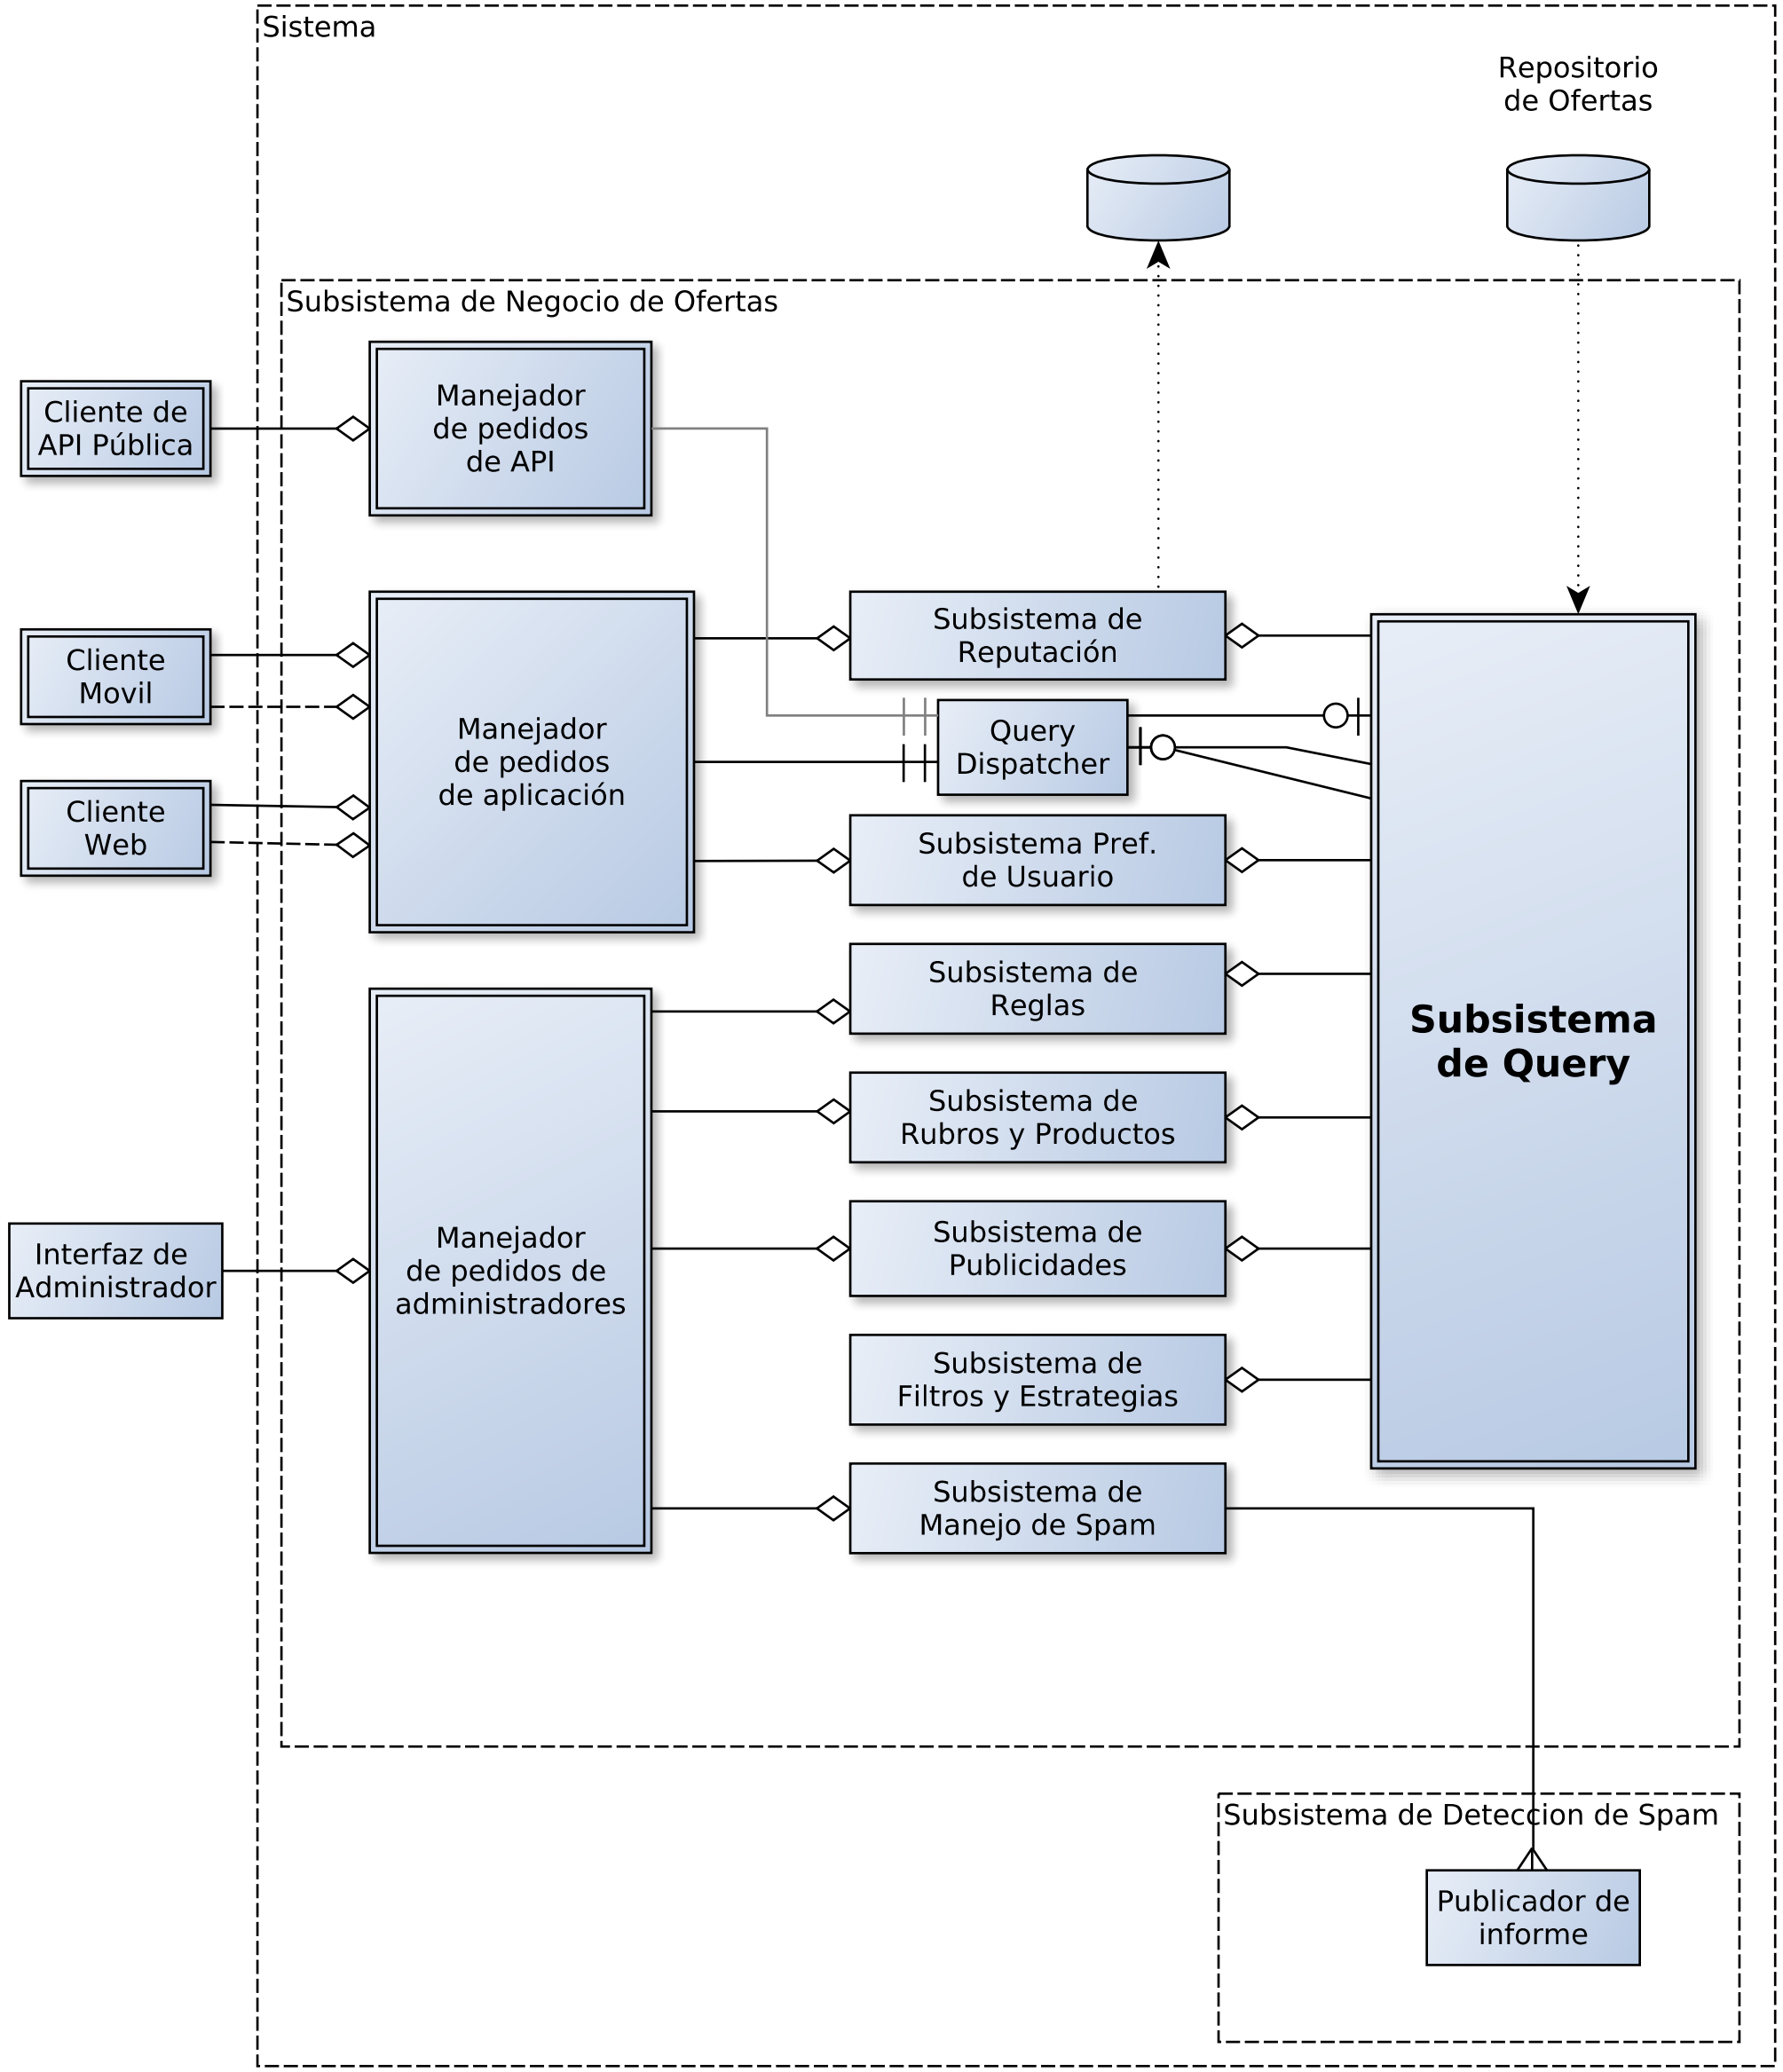 Sistema
Repositorio
de Ofertas
Subsistema de Negocio de Ofertas
Cliente de
API Pública
Manejador
de pedidos
de API
Cliente
Movil
Cliente
Web
Manejador
de pedidos
de aplicación
Subsistema de
Reputación
Query
Dispatcher
Subsistema Pref.
de Usuario
Subsistema de
Reglas
Subsistema de
Rubros y Productos
Subsistema
de Query
Interfaz de
Administrador
Manejador
de pedidos de
administradores
Subsistema de
Publicidades
Subsistema de
Filtros y Estrategias
Subsistema de
Manejo de Spam
Subsistema de Deteccion de Spam
Publicador de
informe